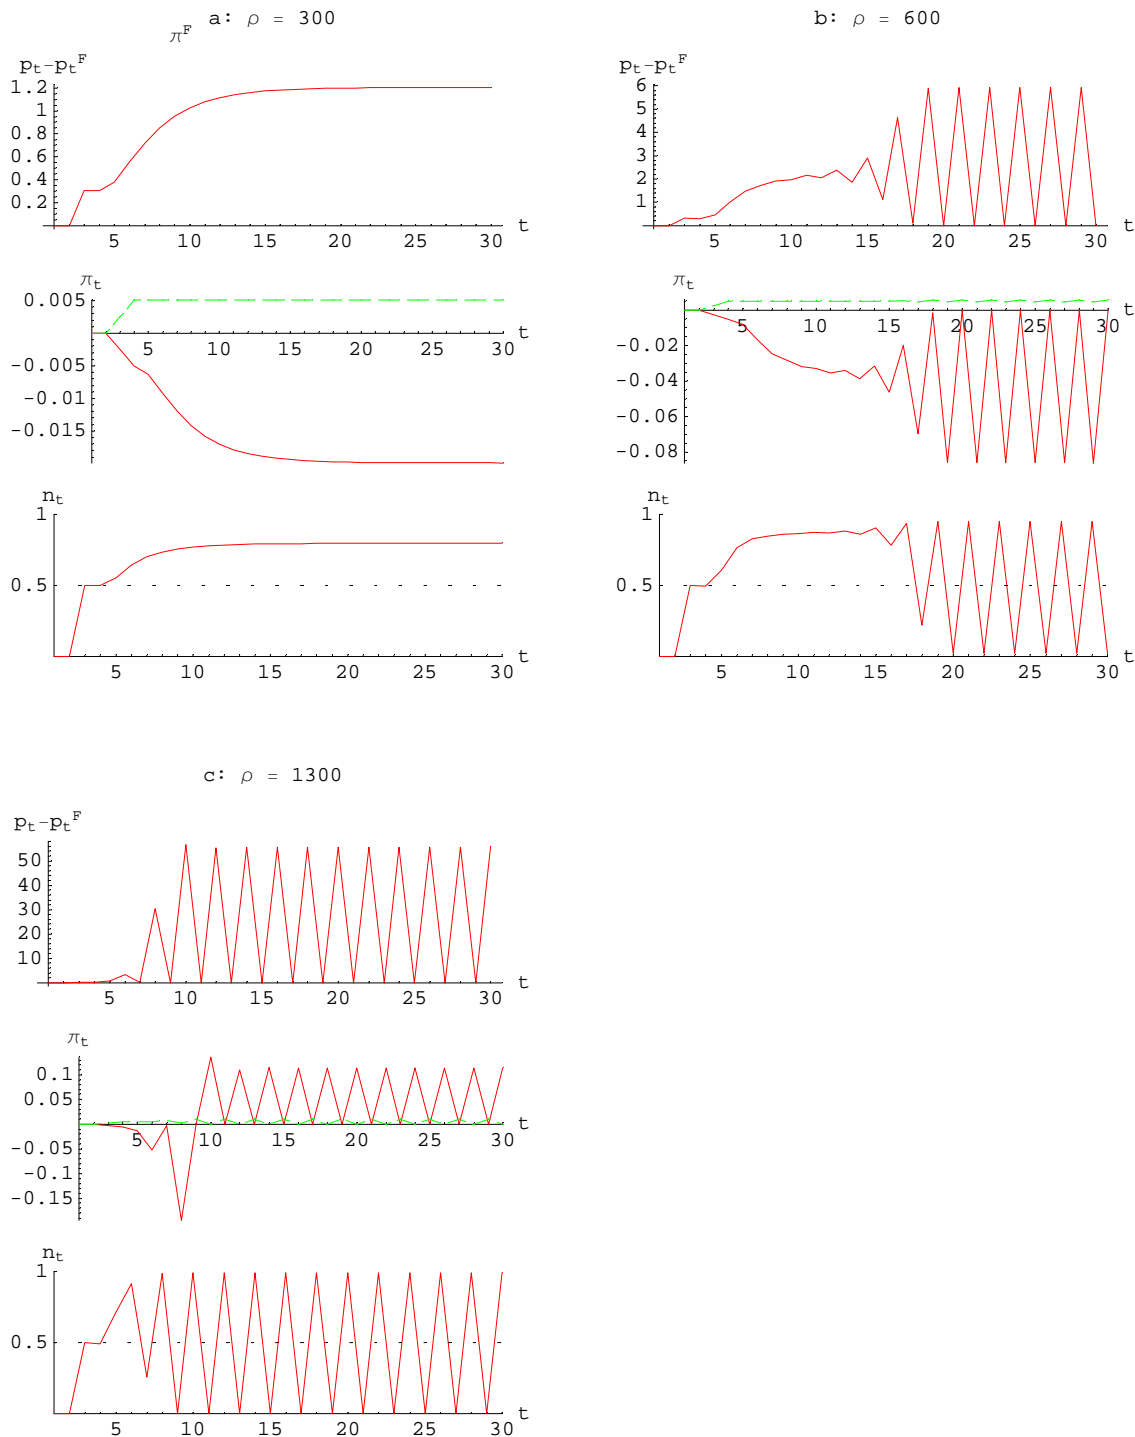 a: ρ = 300
π^F
p_t-p_t^F
1.2
1
0.8
0.6
0.4
0.2
5 10 15 20 25 30 t
π_t
0.005
5 10 15 20 25 30 t
-0.005
-0.01
-0.015
n_t
1
0.5
5 10 15 20 25 30 t
b: ρ = 600
p_t-p_t^F
6
5
4
3
2
1
5 10 15 20 25 30 t
π_t
5 10 15 20 25 30 t
-0.02
-0.04
-0.06
-0.08
n_t
1
0.5
5 10 15 20 25 30 t
c: ρ = 1300
p_t-p_t^F
50
40
30
20
10
5 10 15 20 25 30 t
π_t
0.1
0.05
5 10 15 20 25 30 t
-0.05
-0.1
-0.15
n_t
1
0.5
5 10 15 20 25 30 t